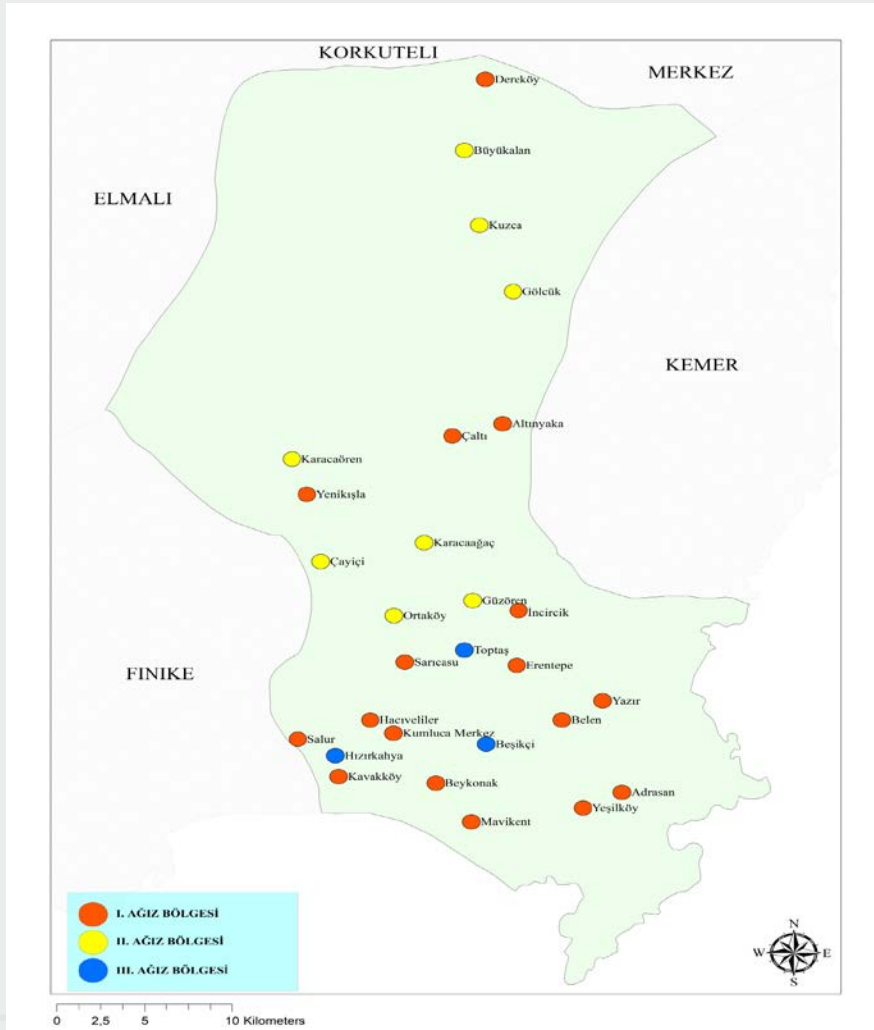 KORKUTELİ
MERKEZ
Dereköy
Büyükalan
ELMALI
Kuzca
Gölcük
KEMER
Altınyaka
Çaltı
Karacaören
Yenikışla
Karacaağaç
Çayiçi
Güzören
İncircik
Ortaköy
Toptaş
Sarıcasu
Erentepe
FINIKE
Yazır
Hacıveliler
Belen
Kumluca Merkez
Salur
Beşikçi
Hızırkahya
Kavakköy
Beykonak
Adrasan
Yeşilköy
Mavikent
I. AĞIZ BÖLGESİ
II. AĞIZ BÖLGESİ
III. AĞIZ BÖLGESİ
N
W E
S
0 2,5 5 10 Kilometers